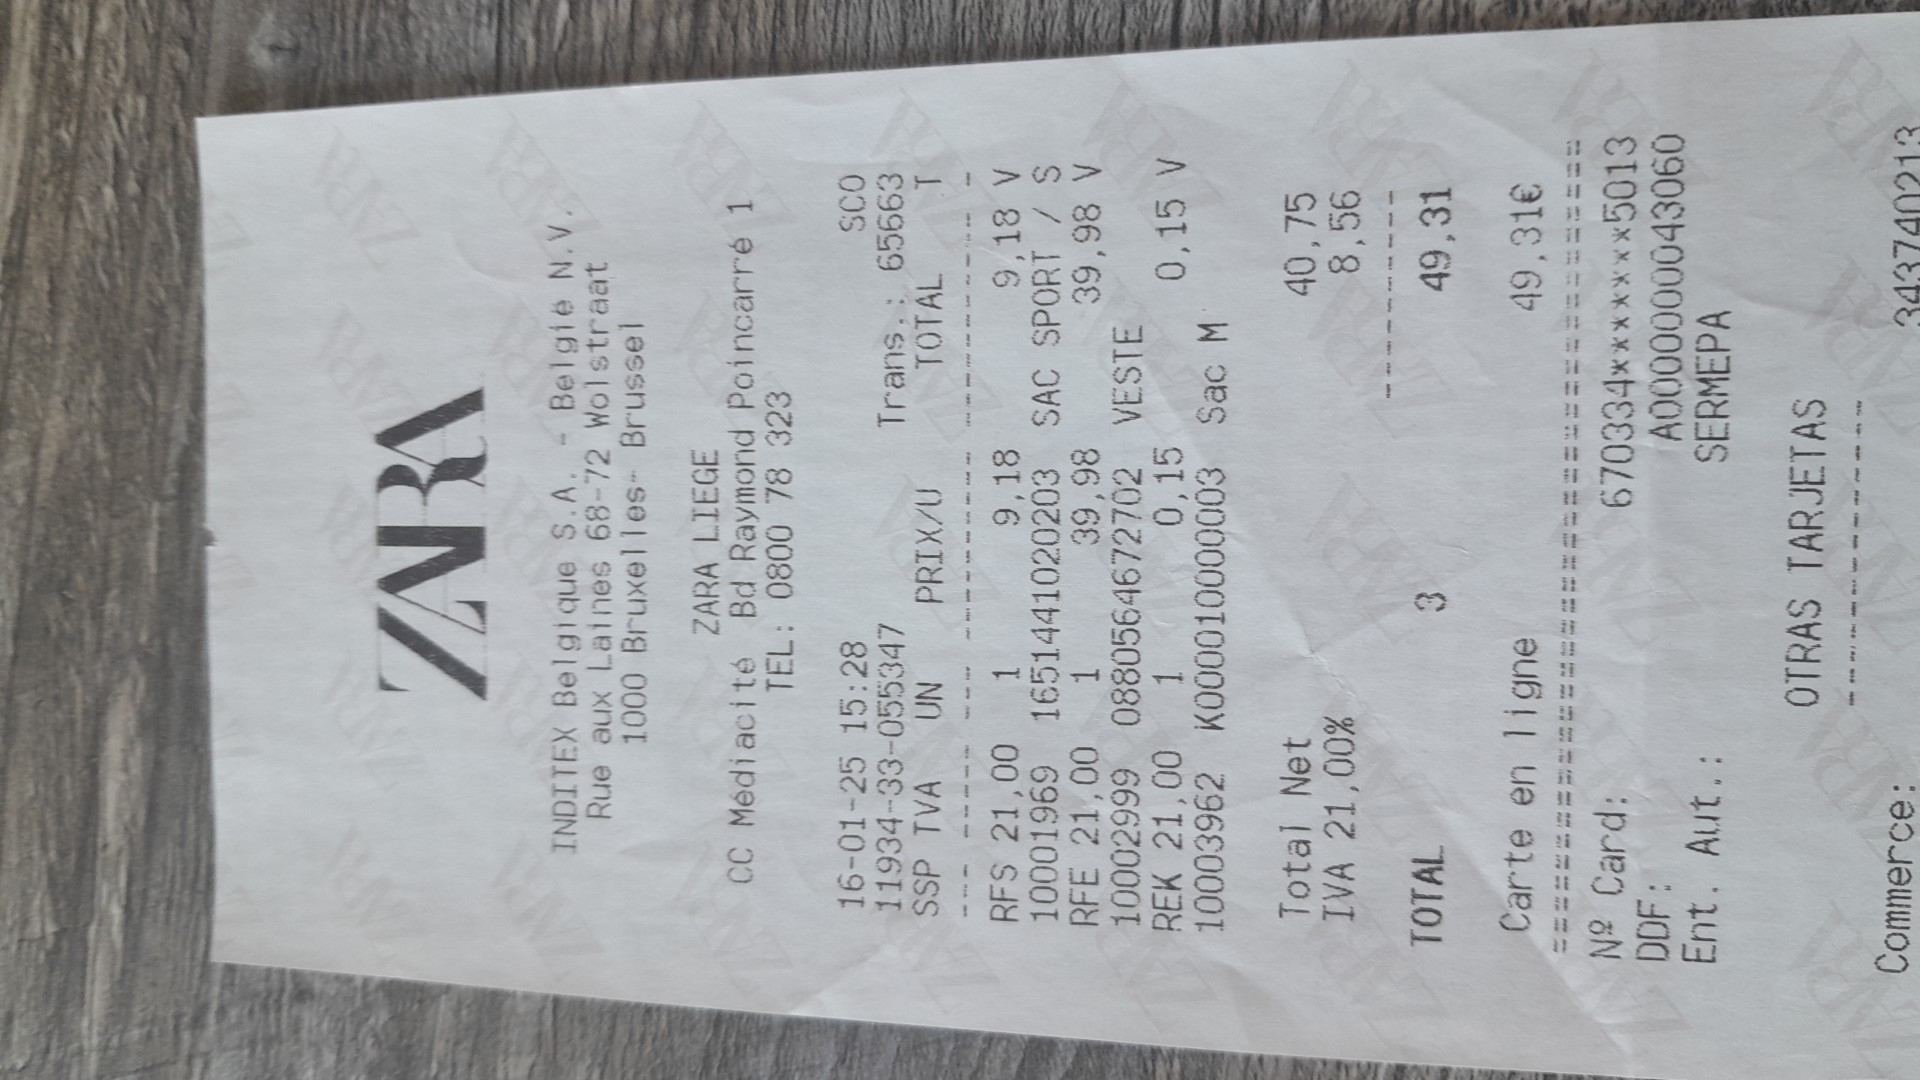 ZARA
INDITEX Belgique S.A. - België N.V.
Rue aux Laines 68-72 Wolstraat
1000 Bruxelles- Brussel
ZARA LIEGE
CC Médiacité Bd Raymond Poincarré 1
TEL: 0800 78 323
16-01-25 15:28 SCO
11934-33-055347 Trans.: 65663
SSP TVA UN PRIX/U TOTAL T
--- ----- --- ---------- ---------- -
RFS 21,00 1 9,18 9,18 V
100001969 1651441020203 SAC SPORT / S
RFE 21,00 1 39,98 39,98 V
100029999 0880564672702 VESTE
REK 21,00 1 0,15 0,15 V
100003962 K0000100000003 Sac M
Total Net 40,75
IVA 21,00% 8,56
----------
TOTAL 3 49,31
Carte en ligne 49,31€
======================================
Nº Card: 670334*********5013
DDF: A0000000043060
Ent. Aut.: SERMEPA
OTRAS TARJETAS
--------------
Commerce: 343740213